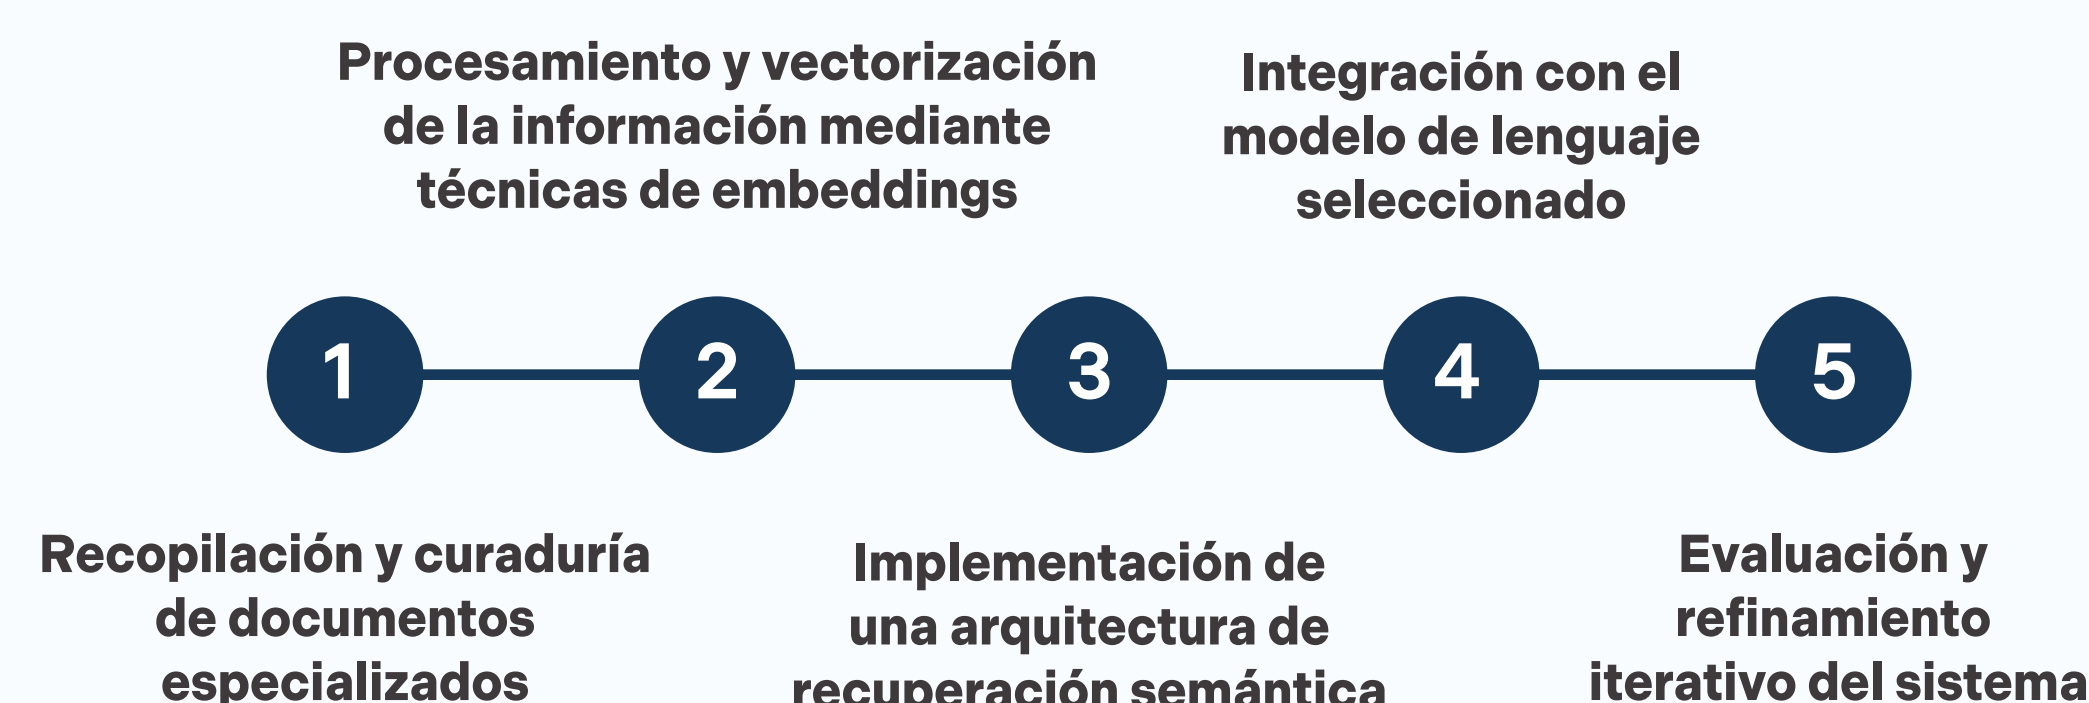 Procesamiento y vectorización
de la información mediante
técnicas de embeddings
Integración con el
modelo de lenguaje
seleccionado
1
2
3
4
5
Recopilación y curaduría
de documentos
especializados
Implementación de
una arquitectura de
recuperación semántica
Evaluación y
refinamiento
iterativo del sistema